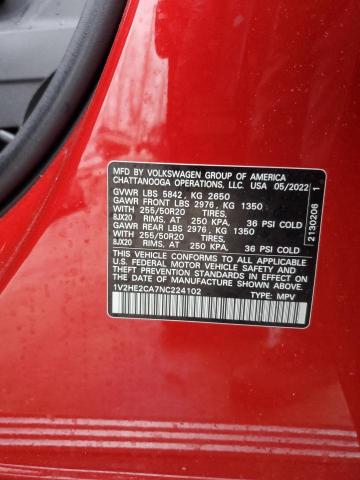 MFD BY VOLKSWAGEN GROUP OF AMERICA
CHATTANOOGA OPERATIONS, LLC. USA 05/2022
GVWR LBS 5842, KG 2650
GAWR FRONT LBS 2976, KG 1350
WITH 255/50R20 TIRES,
8JX20 RIMS, AT 250 KPA, 36 PSI COLD
GAWR REAR LBS 2976, KG 1350
WITH 255/50R20 TIRES,
8JX20 RIMS, AT 250 KPA, 36 PSI COLD
THIS VEHICLE CONFORMS TO ALL APPLICABLE
U.S. FEDERAL MOTOR VEHICLE SAFETY
STANDARDS IN EFFECT ON
THE DATE OF MANUFACTURE SHOWN ABOVE.
1V2HE2CA7NC224102 TYPE: MPV
2130206 1